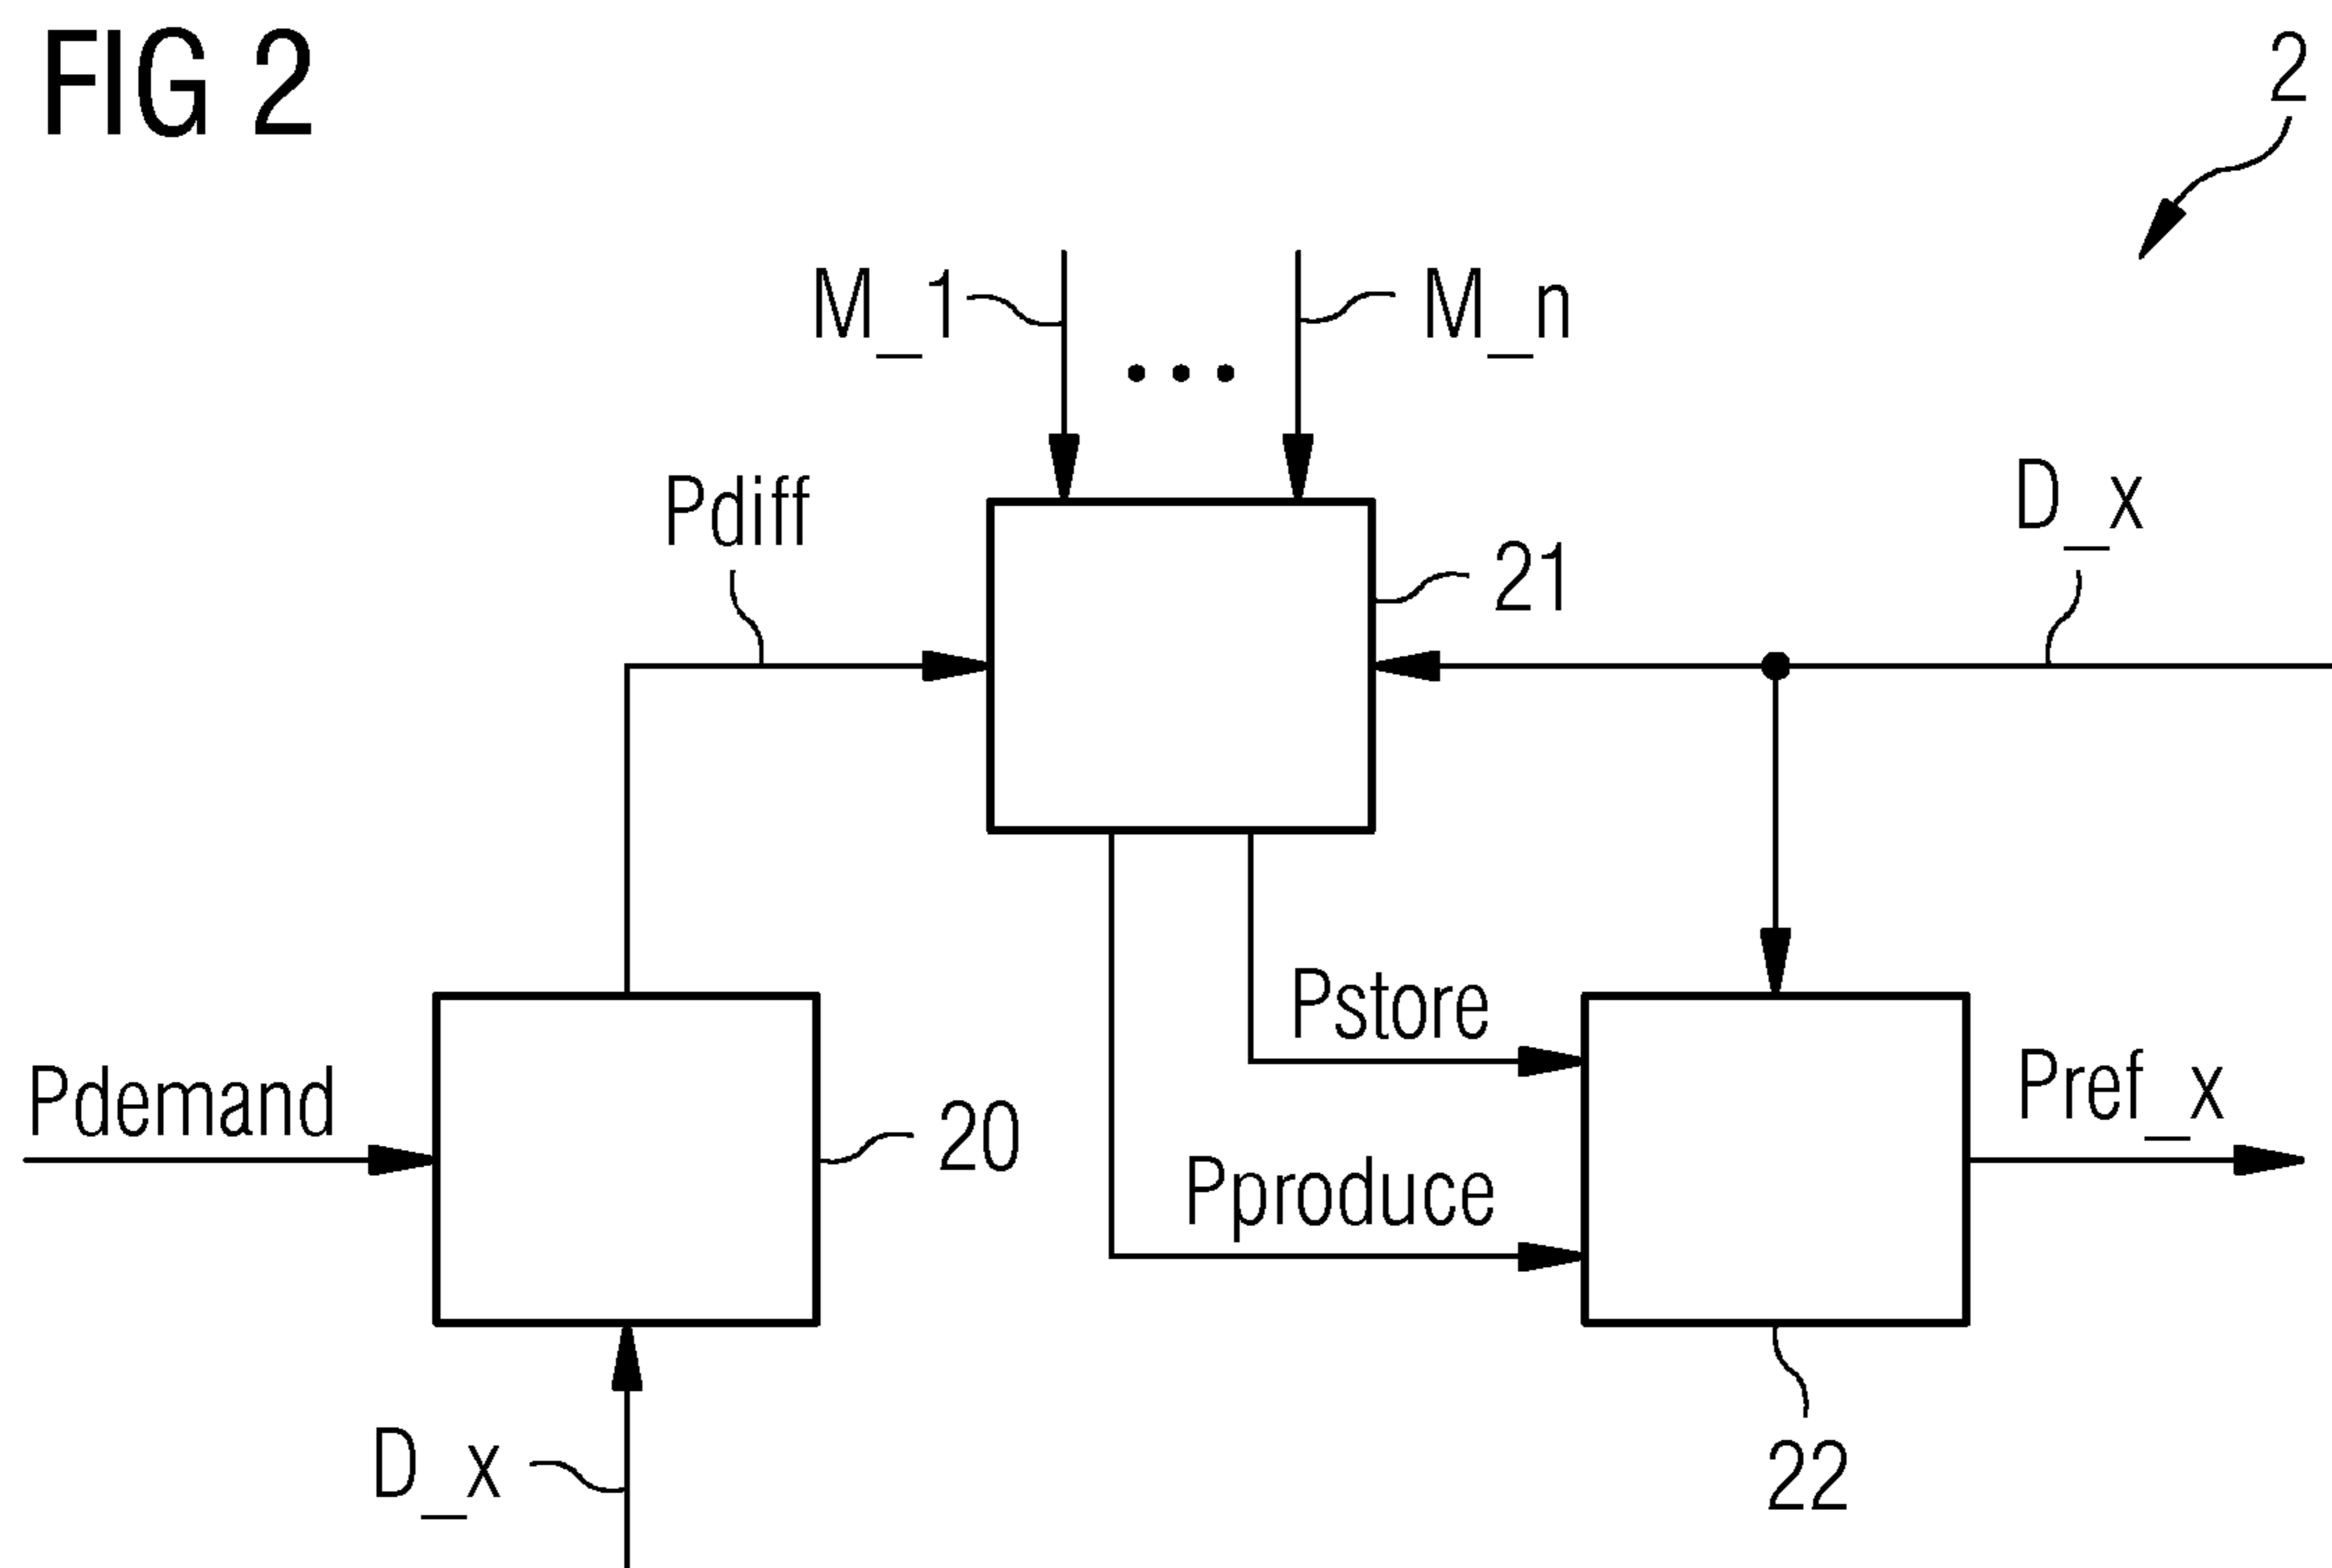 FIG 2
2
M_1
M_n
Pdiff
D_x
21
Pstore
Pdemand
Pref_x
20
Pproduce
D_x
22